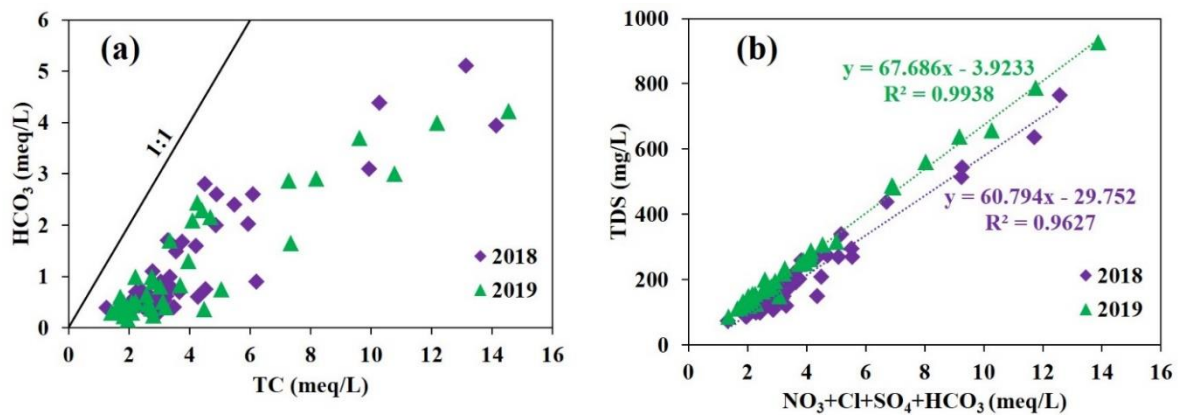 (a)
6
5
4
3
2
1
0
HCO₃ (meq/L)
1:1
2018
2019
0 2 4 6 8 10 12 14 16
TC (meq/L)
(b)
1000
800
600
400
200
0
TDS (mg/L)
y = 67.686x - 3.9233
R² = 0.9938
y = 60.794x - 29.752
R² = 0.9627
2018
2019
0 2 4 6 8 10 12 14 16
NO₃+Cl+SO₄+HCO₃ (meq/L)